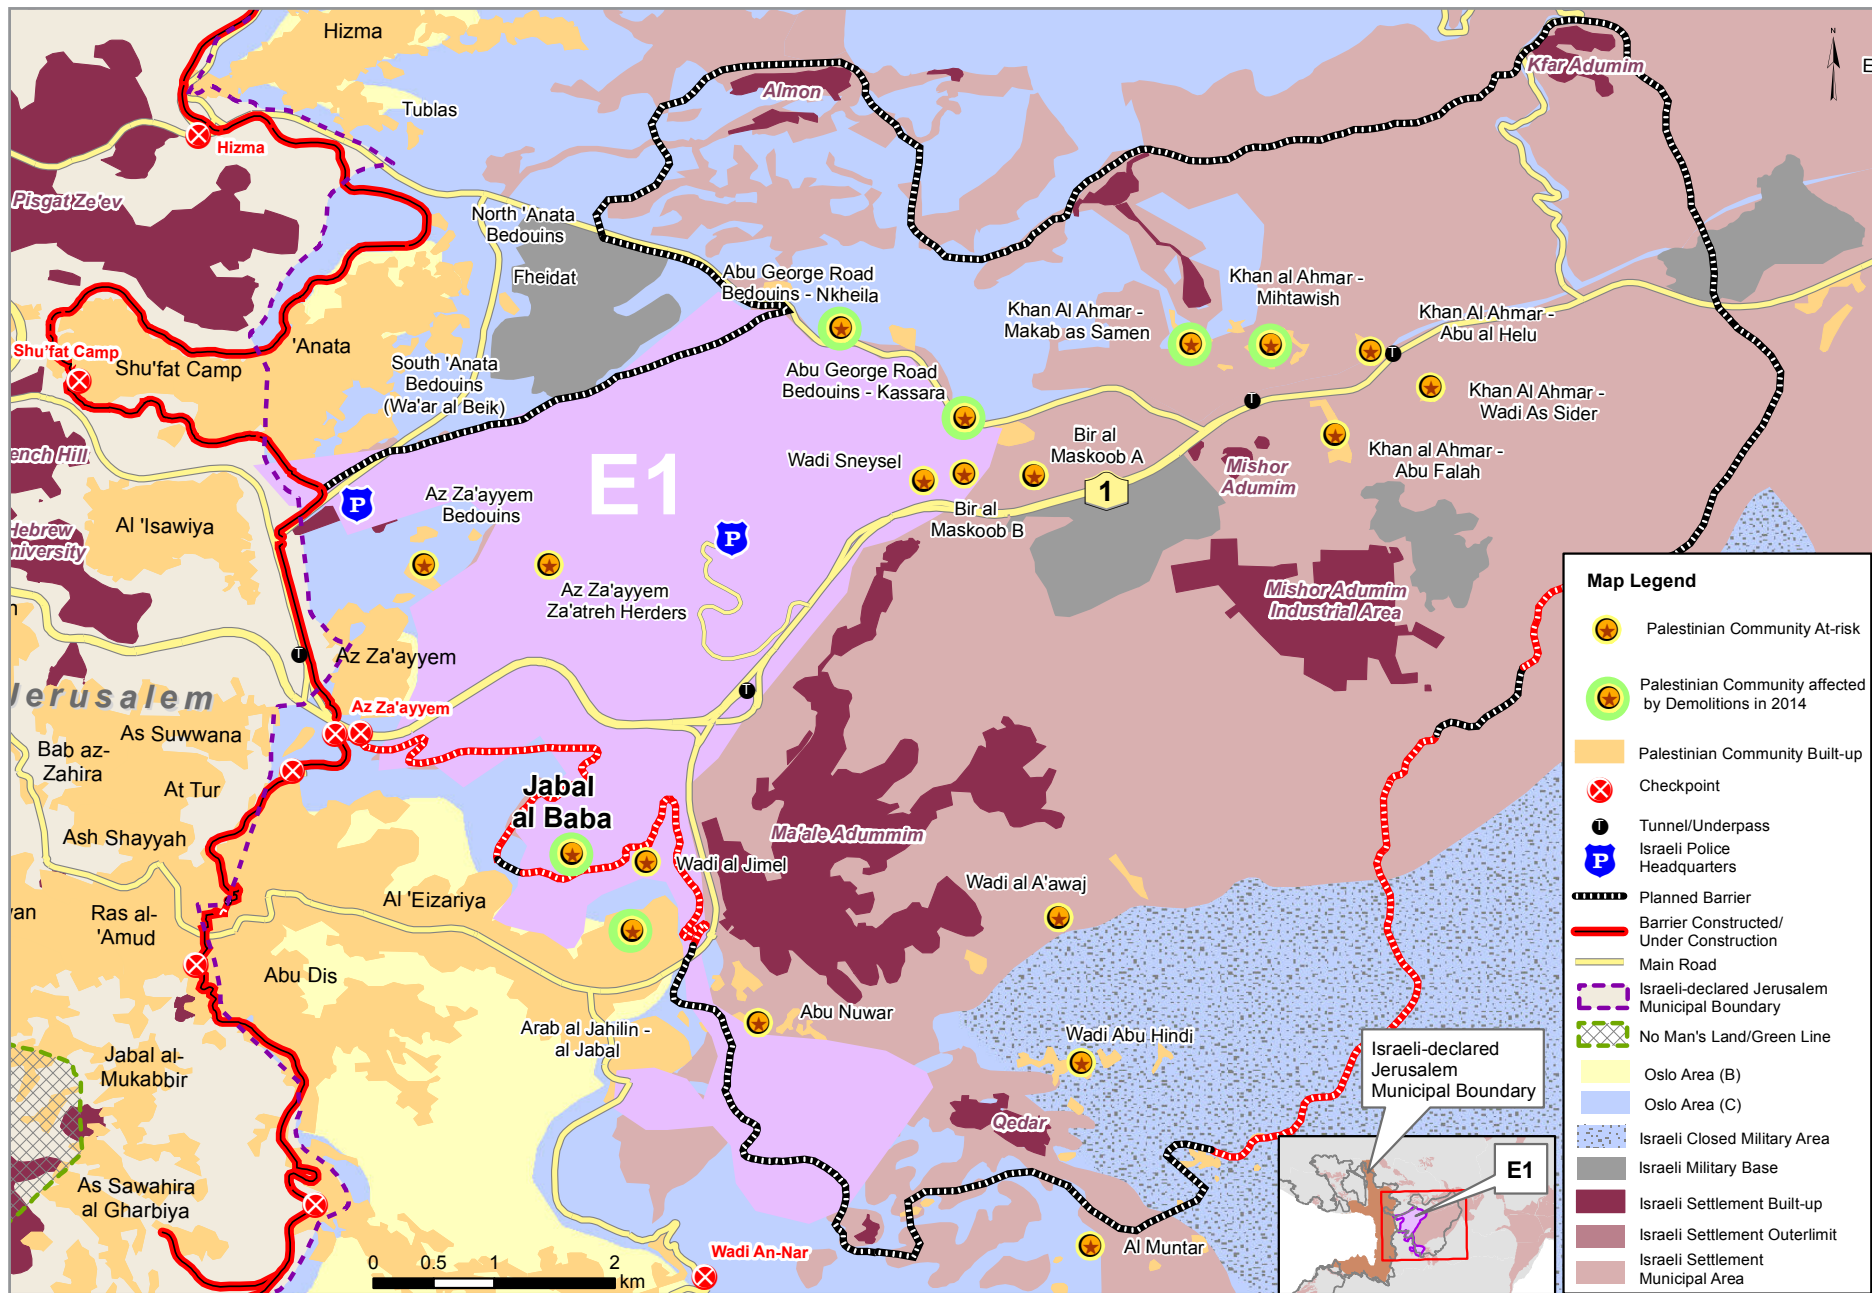 Hizma
Tublas
Almon
Kfar Adumim
N
E
Hizma
Pisgat Ze'ev
North 'Anata
Bedouins
Fheidat
Abu George Road
Bedouins - Nkheila
Khan al Ahmar -
Mihtawish
Khan Al Ahmar -
Makab as Samen
Khan Al Ahmar -
Abu al Helu
Shu'fat Camp
Shu'fat Camp
'Anata
South 'Anata
Bedouins
(Wa'ar al Beik)
Abu George Road
Bedouins - Kassara
T
T
Khan Al Ahmar -
Wadi As Sider
ench Hill
E1
Wadi Sneysel
Bir al
Maskoob A
Mishor
Adumim
Khan al Ahmar -
Abu Falah
1
P
Az Za'ayyem
Bedouins
Bir al
Maskoob B
Al 'Isawiya
Hebrew
niversity
P
Az Za'ayyem
Za'atreh Herders
Mishor Adumim
Industrial Area
n
T
Az Za'ayyem
Jerusalem
T
Az Za'ayyem
As Suwwana
Bab az-
Zahira
At Tur
Jabal
al Baba
Ash Shayyah
Ma'ale Adummim
Wadi al Jimel
Al 'Eizariya
Wadi al A'awaj
wan
Ras al-
'Amud
Abu Dis
Arab al Jahilin -
al Jabal
Abu Nuwar
Wadi Abu Hindi
Jabal al-
Mukabbir
Qedar
As Sawahira
al Gharbiya
Wadi An-Nar
Al Muntar
0 0.5 1 2
km
Israeli-declared
Jerusalem
Municipal Boundary
E1
Map Legend
Palestinian Community At-risk
Palestinian Community affected
by Demolitions in 2014
Palestinian Community Built-up
Checkpoint
T
Tunnel/Underpass
P
Israeli Police
Headquarters
Planned Barrier
Barrier Constructed/
Under Construction
Main Road
Israeli-declared Jerusalem
Municipal Boundary
No Man's Land/Green Line
Oslo Area (B)
Oslo Area (C)
Israeli Closed Military Area
Israeli Military Base
Israeli Settlement Built-up
Israeli Settlement Outerlimit
Israeli Settlement
Municipal Area